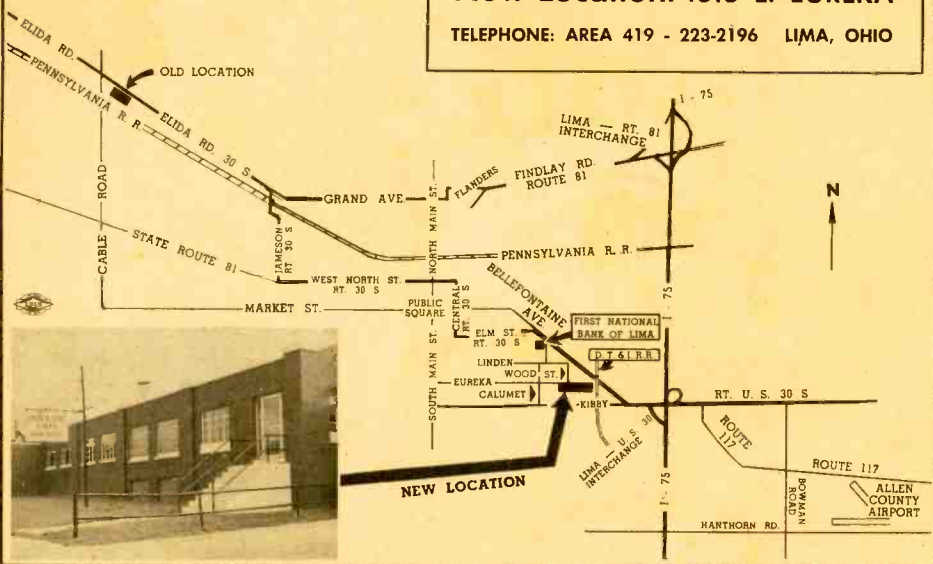 TELEPHONE: AREA 419 - 223-2196 LIMA, OHIO
ELIDA RD.
PENNSYLVANIA R. R.
OLD LOCATION
ELIDA RD. 30 S
CABLE ROAD
STATE ROUTE 81
JAMESON
RT. 30 S
GRAND AVE
FLANDERS
FINDLAY RD.
ROUTE 81
LIMA — RT. 81
INTERCHANGE
I - 75
N
NORTH MAIN ST.
PENNSYLVANIA R. R.
WEST NORTH ST.
RT. 30 S
MARKET ST.
PUBLIC
SQUARE
CENTRAL
RT. 30 S
BELLEFONTAINE
AVE.
FIRST NATIONAL
BANK OF LIMA
ELM ST.
RT. 30 S
D T & I R.R.
I - 75
LINDEN
WOOD ST.
EUREKA
CALUMET
KIBBY
SOUTH MAIN ST.
RT. U.S. 30 S
ROUTE
117
LIMA — U. S. 30
INTERCHANGE
ROUTE 117
NEW LOCATION
I - 75
BOWMAN
ROAD
ALLEN
COUNTY
AIRPORT
HANTHORN RD.